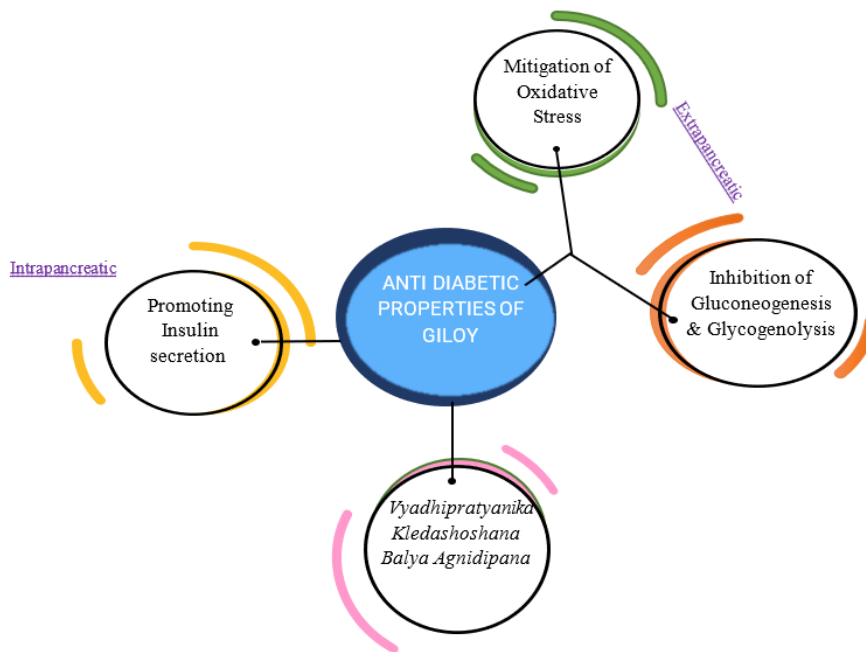 Mitigation of
Oxidative
Stress
Extrapancreatic
Intrapancreatic
Promoting
Insulin
secretion
ANTI DIABETIC
PROPERTIES OF
GILOY
Inhibition of
Gluconeogenesis
& Glycogenolysis
Vyadhipratyanika
Kledashoshana
Balya Agnidipana